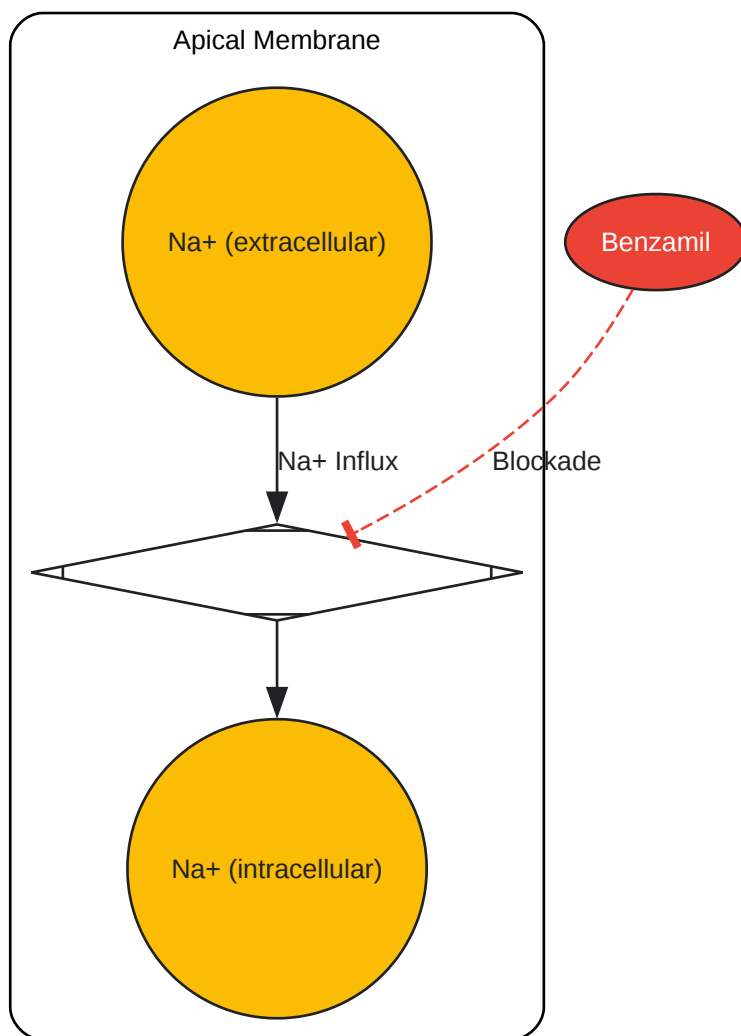 Apical Membrane
Na+ (extracellular)
Benzamil
Na+ Influx
Blockade
Na+ (intracellular)